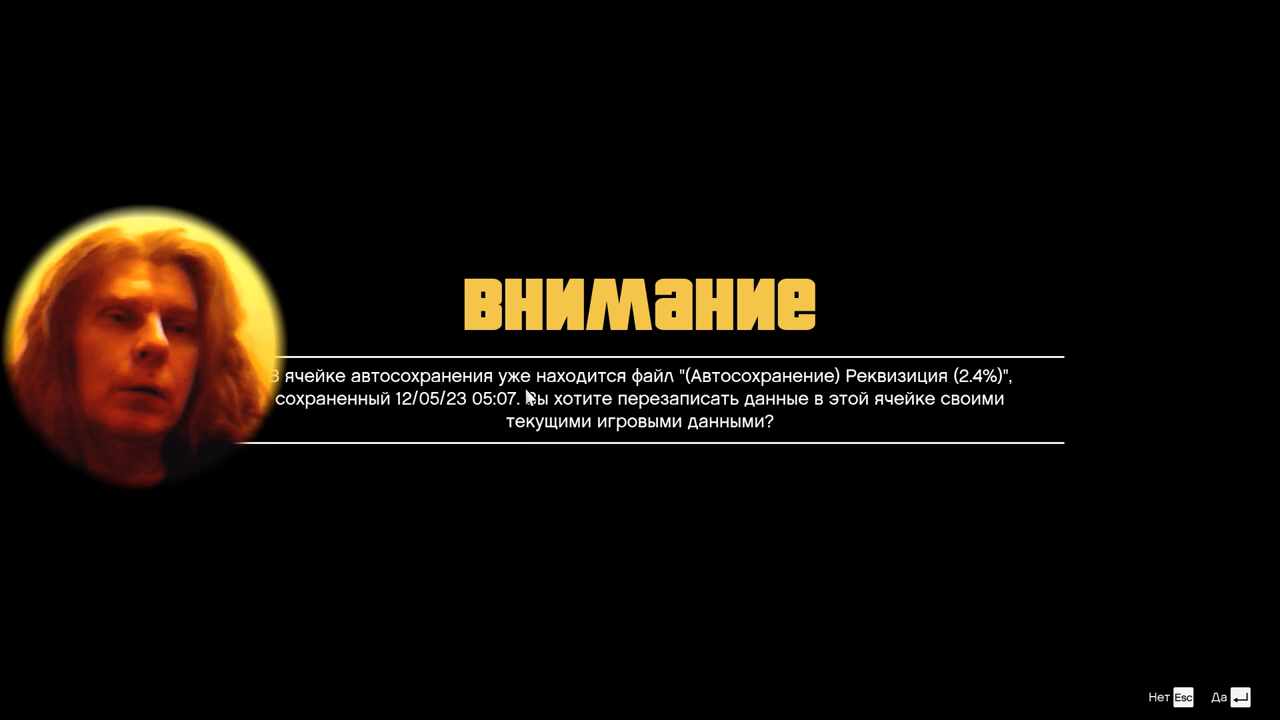 внимание
В ячейке автосохранения уже находится файл "(Автосохранение) Реквизиция (2.4%)",
сохраненный 12/05/23 05:07. Вы хотите перезаписать данные в этой ячейке своими
текущими игровыми данными?
Нет Esc Да